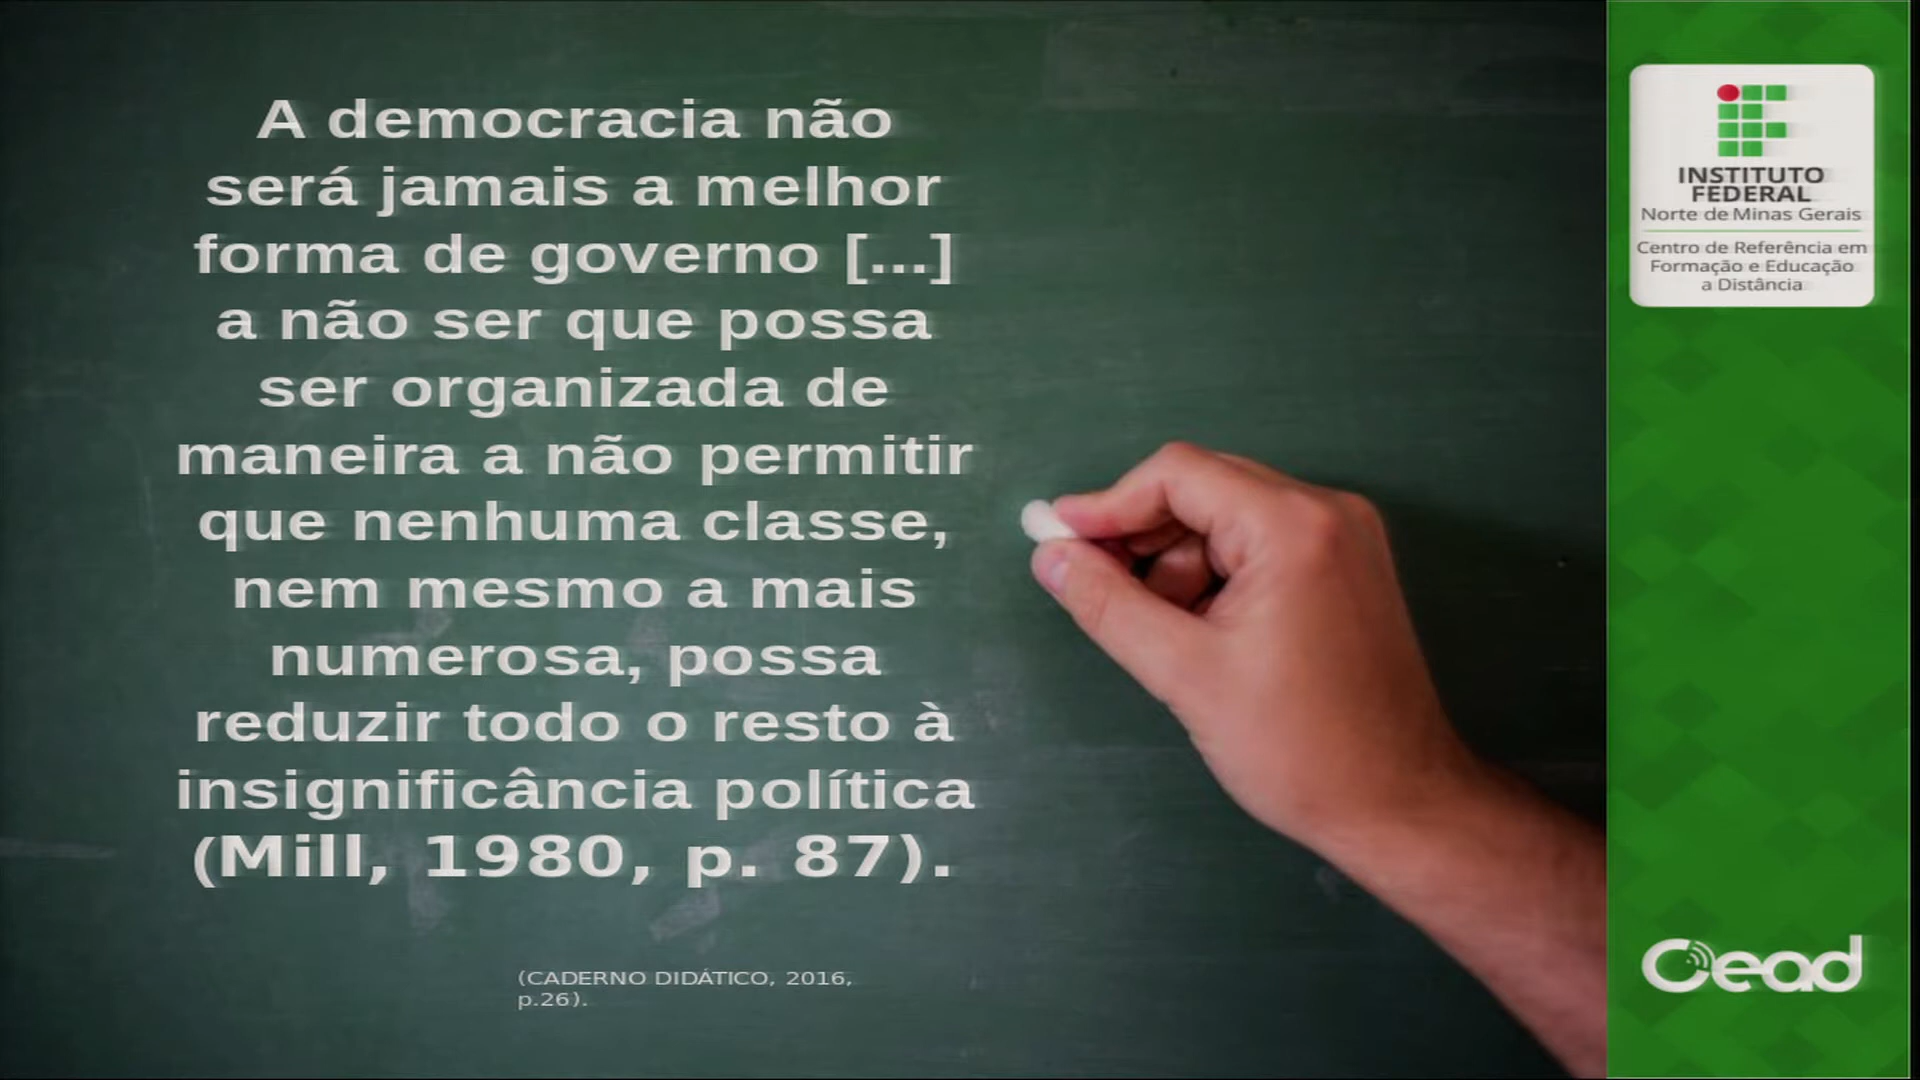 A democracia não
será jamais a melhor
forma de governo [...]
a não ser que possa
ser organizada de
maneira a não permitir
que nenhuma classe,
nem mesmo a mais
numerosa, possa
reduzir todo o resto à
insignificância política
(Mill, 1980, p. 87).
(CADERNO DIDÁTICO, 2016,
p.26).
INSTITUTO
FEDERAL
Norte de Minas Gerais
Centro de Referência em
Formação e Educação
a Distância
Cead